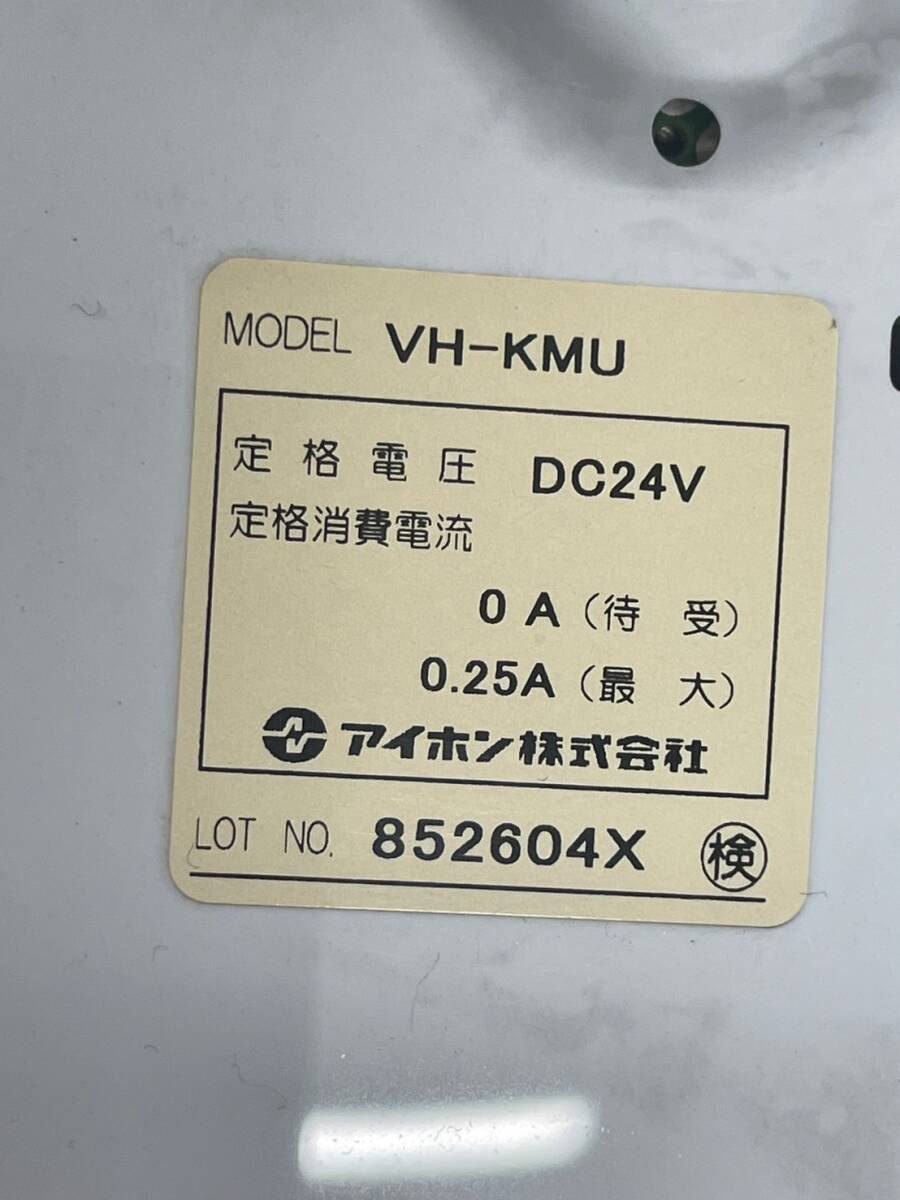 MODEL VH-KMU
定格電圧 DC24V
定格消費電流
0 A（待 受）
0.25A（最 大）
アイホン株式会社
LOT NO. 852604X 検